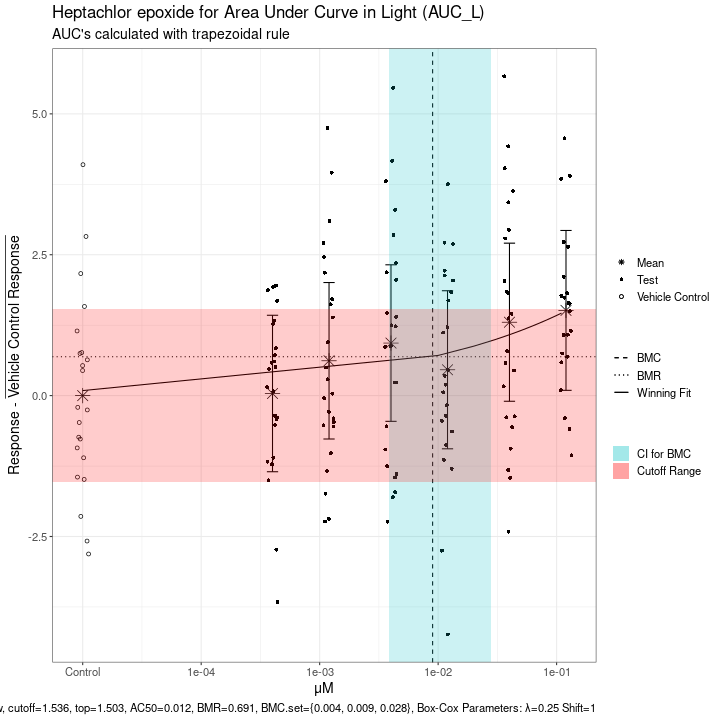 Heptachlor epoxide for Area Under Curve in Light (AUC_L)
AUC's calculated with trapezoidal rule
Response - Vehicle Control Response
5.0
2.5
0.0
-2.5
Control
1e-04
1e-03
1e-02
1e-01
μM
Mean
Test
Vehicle Control
BMC
BMR
Winning Fit
CI for BMC
Cutoff Range
cutoff=1.536, top=1.503, AC50=0.012, BMR=0.691, BMC.set={0.004, 0.009, 0.028}, Box-Cox Parameters: λ=0.25 Shift=1